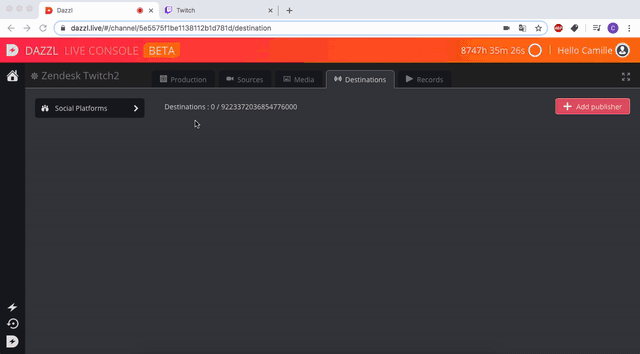 Dazzl
Twitch
dazzl.live/#/channel/5e5575f1be1138112b1d781d/destination
DAZZL LIVE CONSOLE BETA
8747h 35m 26s
Hello Camille
Zendesk Twitch2
Production
Sources
Media
Destinations
Records
Social Platforms
Destinations : 0 / 9223372036854776000
Add publisher